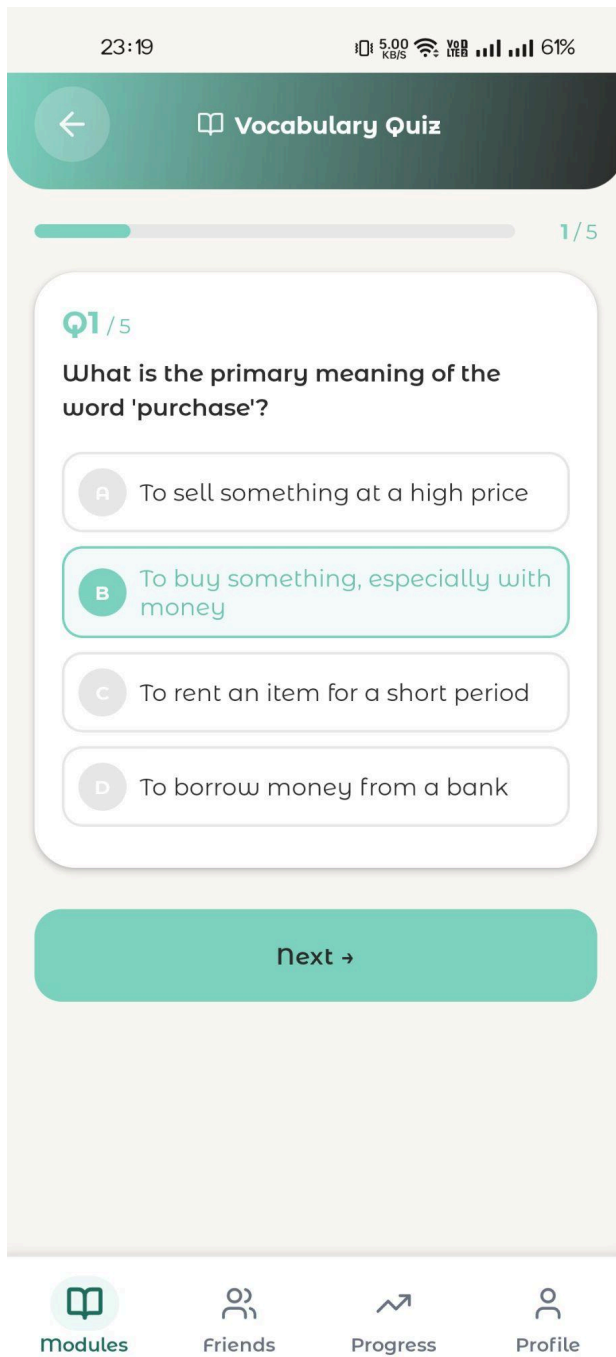 23:19
5.00 KB/S
Vo) LTE2
61%
Vocabulary Quiz
1 / 5
Q1 / 5
What is the primary meaning of the
word 'purchase'?
A To sell something at a high price
B To buy something, especially with
money
C To rent an item for a short period
D To borrow money from a bank
Next →
Modules Friends Progress Profile